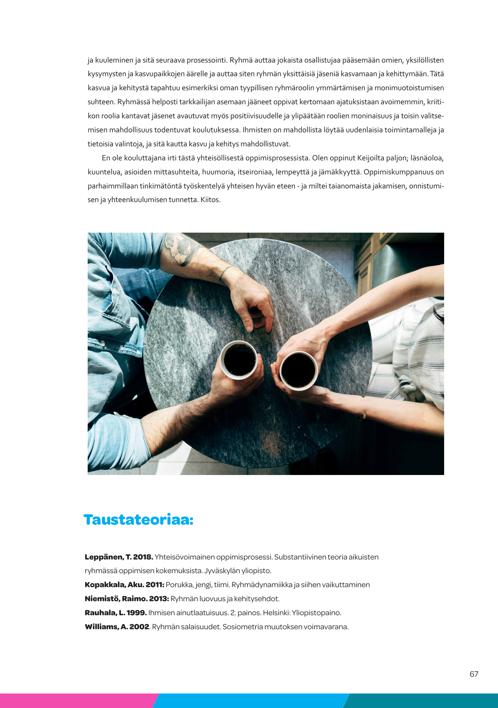 ja kuuleminen ja sitä seuraava prosessointi. Ryhmä auttaa jokaista osallistujaa pääsemään omien, yksilöllisten
kysymysten ja kasvupaikkojen äärelle ja auttaa siten ryhmän yksittäisiä jäseniä kasvamaan ja kehittymään. Tätä
kasvua ja kehitystä tapahtuu esimerkiksi oman tyypillisen ryhmäroolin ymmärtämisen ja monimuotoistumisen
suhteen. Ryhmässä helposti tarkkailijan asemaan jääneet oppivat kertomaan ajatuksistaan avoimemmin, kriiti-
kon roolia kantavat jäsenet avautuvat myös positiivisuudelle ja ylipäätään roolien moninaisuus ja toisin valitse-
misen mahdollisuus todentuvat koulutuksessa. Ihmisten on mahdollista löytää uudenlaisia toimintamalleja ja
tietoisia valintoja, ja sitä kautta kasvu ja kehitys mahdollistuvat.
En ole kouluttajana irti tästä yhteisöllisestä oppimisprosessista. Olen oppinut Keijoilta paljon; läsnäoloa,
kuuntelua, asioiden mittasuhteita, huumoria, itseironiaa, lempeyttä ja jämäkkyyttä. Oppimiskumppanuus on
parhaimmillaan tinkimätöntä työskentelyä yhteisen hyvän eteen - ja miltei taianomaista jakamisen, onnistumi-
sen ja yhteenkuulumisen tunnetta. Kiitos.
Taustateoriaa:
Leppänen, T. 2018. Yhteisövoimainen oppimisprosessi. Substantiivinen teoria aikuisten
ryhmässä oppimisen kokemuksista. Jyväskylän yliopisto.
Kopakkala, Aku. 2011: Porukka, jengi, tiimi. Ryhmädynamiikka ja siihen vaikuttaminen
Niemistö, Raimo. 2013: Ryhmän luovuus ja kehitysehdot.
Rauhala, L. 1999. Ihmisen ainutlaatuisuus. 2. painos. Helsinki: Yliopistopaino.
Williams, A. 2002. Ryhmän salaisuudet. Sosiometria muutoksen voimavarana.
67